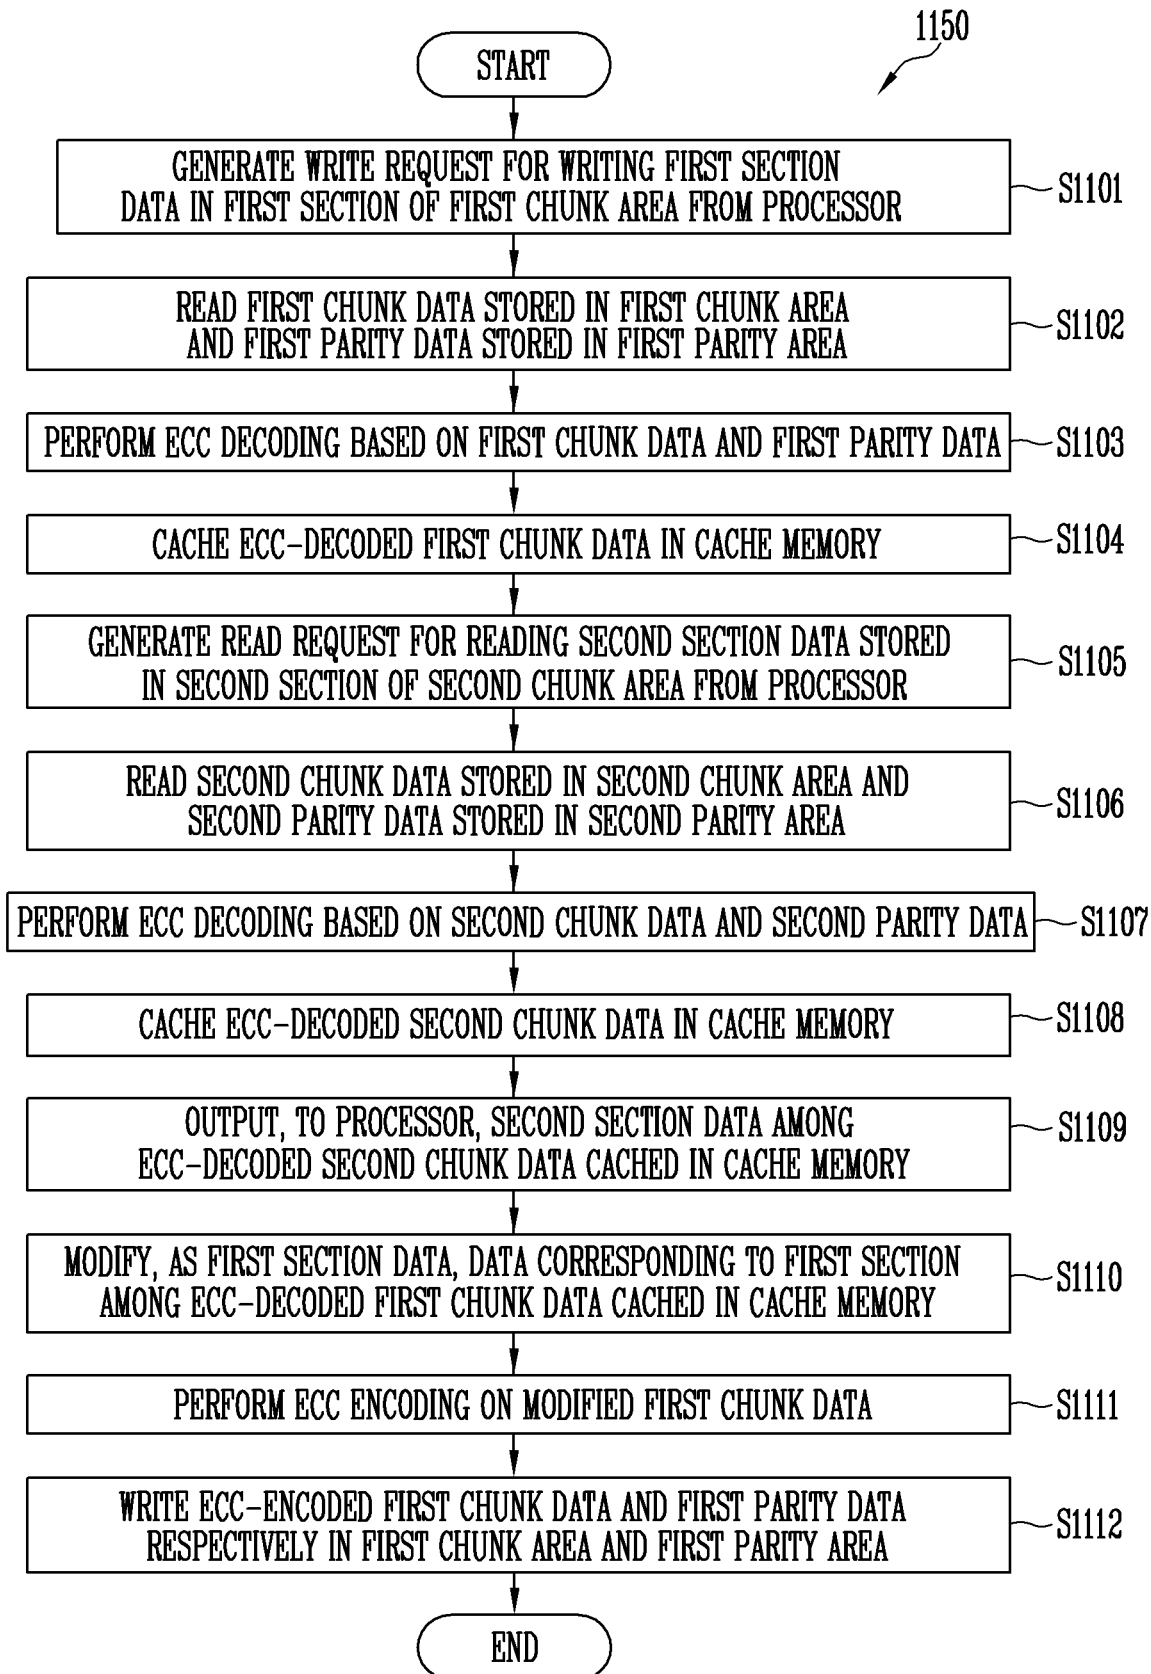 1150
START
GENERATE WRITE REQUEST FOR WRITING FIRST SECTION
DATA IN FIRST SECTION OF FIRST CHUNK AREA FROM PROCESSOR
S1101
READ FIRST CHUNK DATA STORED IN FIRST CHUNK AREA
AND FIRST PARITY DATA STORED IN FIRST PARITY AREA
S1102
PERFORM ECC DECODING BASED ON FIRST CHUNK DATA AND FIRST PARITY DATA
S1103
CACHE ECC-DECODED FIRST CHUNK DATA IN CACHE MEMORY
S1104
GENERATE READ REQUEST FOR READING SECOND SECTION DATA STORED
IN SECOND SECTION OF SECOND CHUNK AREA FROM PROCESSOR
S1105
READ SECOND CHUNK DATA STORED IN SECOND CHUNK AREA AND
SECOND PARITY DATA STORED IN SECOND PARITY AREA
S1106
PERFORM ECC DECODING BASED ON SECOND CHUNK DATA AND SECOND PARITY DATA
S1107
CACHE ECC-DECODED SECOND CHUNK DATA IN CACHE MEMORY
S1108
OUTPUT, TO PROCESSOR, SECOND SECTION DATA AMONG
ECC-DECODED SECOND CHUNK DATA CACHED IN CACHE MEMORY
S1109
MODIFY, AS FIRST SECTION DATA, DATA CORRESPONDING TO FIRST SECTION
AMONG ECC-DECODED FIRST CHUNK DATA CACHED IN CACHE MEMORY
S1110
PERFORM ECC ENCODING ON MODIFIED FIRST CHUNK DATA
S1111
WRITE ECC-ENCODED FIRST CHUNK DATA AND FIRST PARITY DATA
RESPECTIVELY IN FIRST CHUNK AREA AND FIRST PARITY AREA
S1112
END